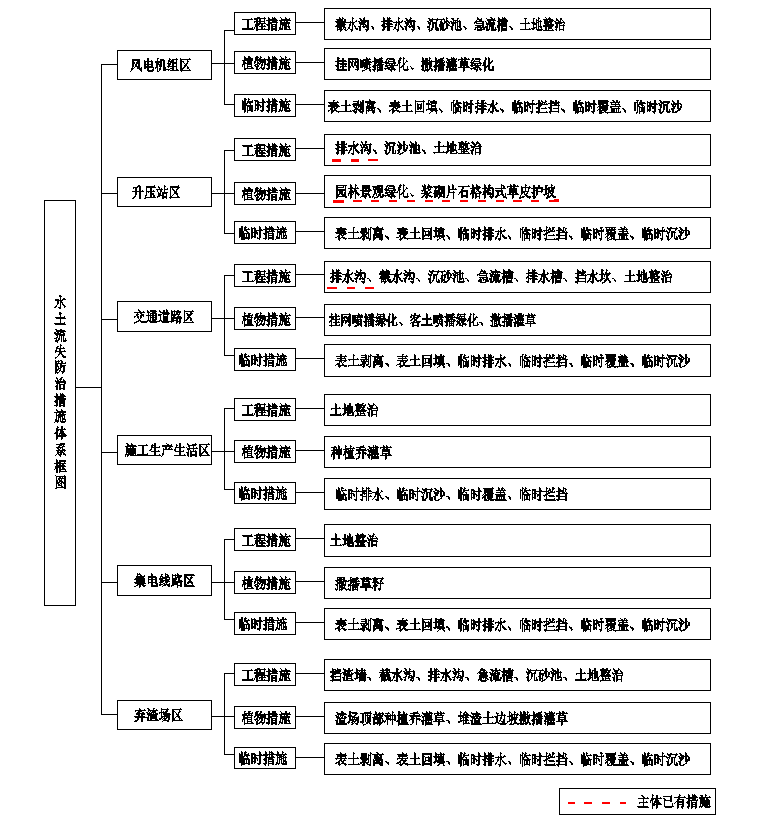 水土流失防治措施体系框图
风电机组区
工程措施
截水沟、排水沟、沉砂池、急流槽、土地整治
植物措施
挂网喷播绿化、撒播灌草绿化
临时措施
表土剥离、表土回填、临时排水、临时拦挡、临时覆盖、临时沉沙
升压站区
工程措施
排水沟、沉沙池、土地整治
植物措施
园林景观绿化、浆砌片石格构式草皮护坡
临时措施
表土剥离、表土回填、临时排水、临时拦挡、临时覆盖、临时沉沙
交通道路区
工程措施
排水沟、截水沟、沉砂池、急流槽、排水槽、挡水坎、土地整治
植物措施
挂网喷播绿化、客土喷播绿化、撒播灌草
临时措施
表土剥离、表土回填、临时排水、临时拦挡、临时覆盖、临时沉沙
施工生产生活区
工程措施
土地整治
植物措施
种植乔灌草
临时措施
临时排水、临时沉沙、临时覆盖、临时拦挡
集电线路区
工程措施
土地整治
植物措施
撒播草籽
临时措施
表土剥离、表土回填、临时排水、临时拦挡、临时覆盖、临时沉沙
弃渣场区
工程措施
挡渣墙、截水沟、排水沟、急流槽、沉砂池、土地整治
植物措施
渣场顶部种植乔灌草、堆渣土边坡撒播灌草
临时措施
表土剥离、表土回填、临时排水、临时拦挡、临时覆盖、临时沉沙
主体已有措施